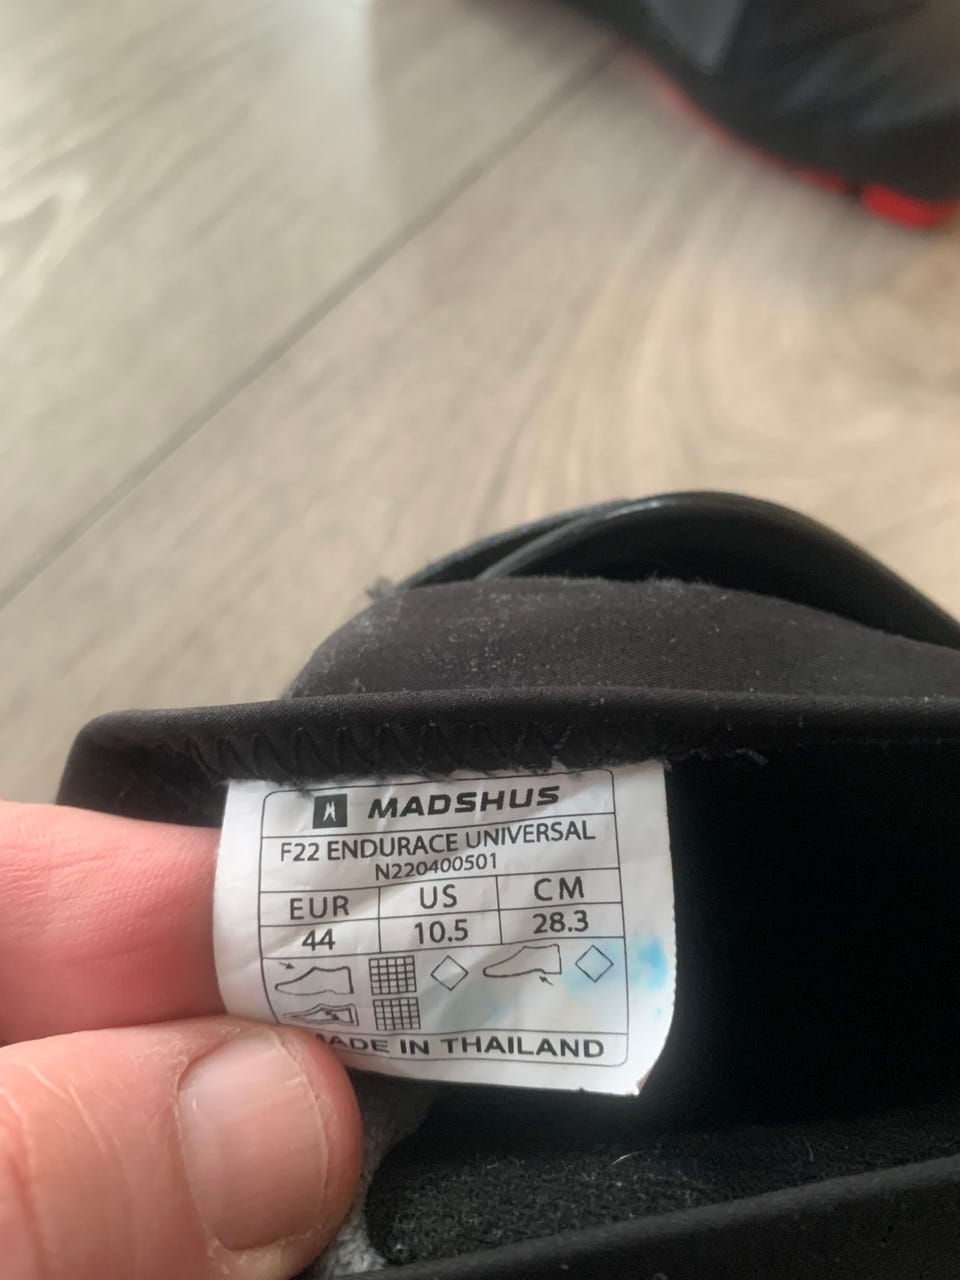 MADSHUS
F22 ENDURACE UNIVERSAL
N220400501
EUR US CM
44 10.5 28.3
MADE IN THAILAND